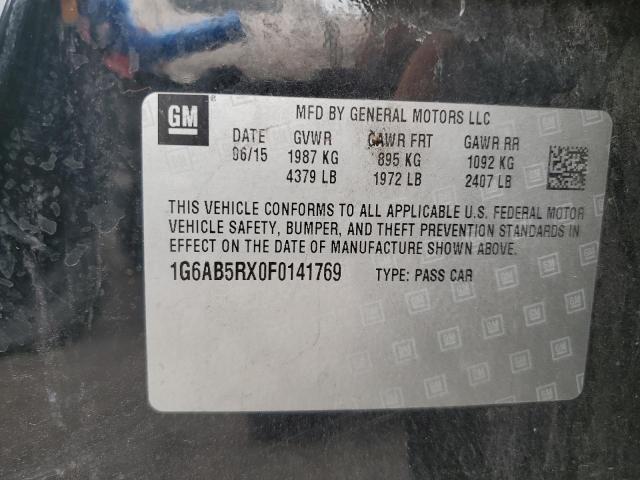 GM ®
MFD BY GENERAL MOTORS LLC
DATE GVWR GAWR FRT GAWR RR
06/15 1987 KG 895 KG 1092 KG
4379 LB 1972 LB 2407 LB
THIS VEHICLE CONFORMS TO ALL APPLICABLE U.S. FEDERAL MOTOR
VEHICLE SAFETY, BUMPER, AND THEFT PREVENTION STANDARDS IN
EFFECT ON THE DATE OF MANUFACTURE SHOWN ABOVE.
1G6AB5RX0F0141769 TYPE: PASS CAR